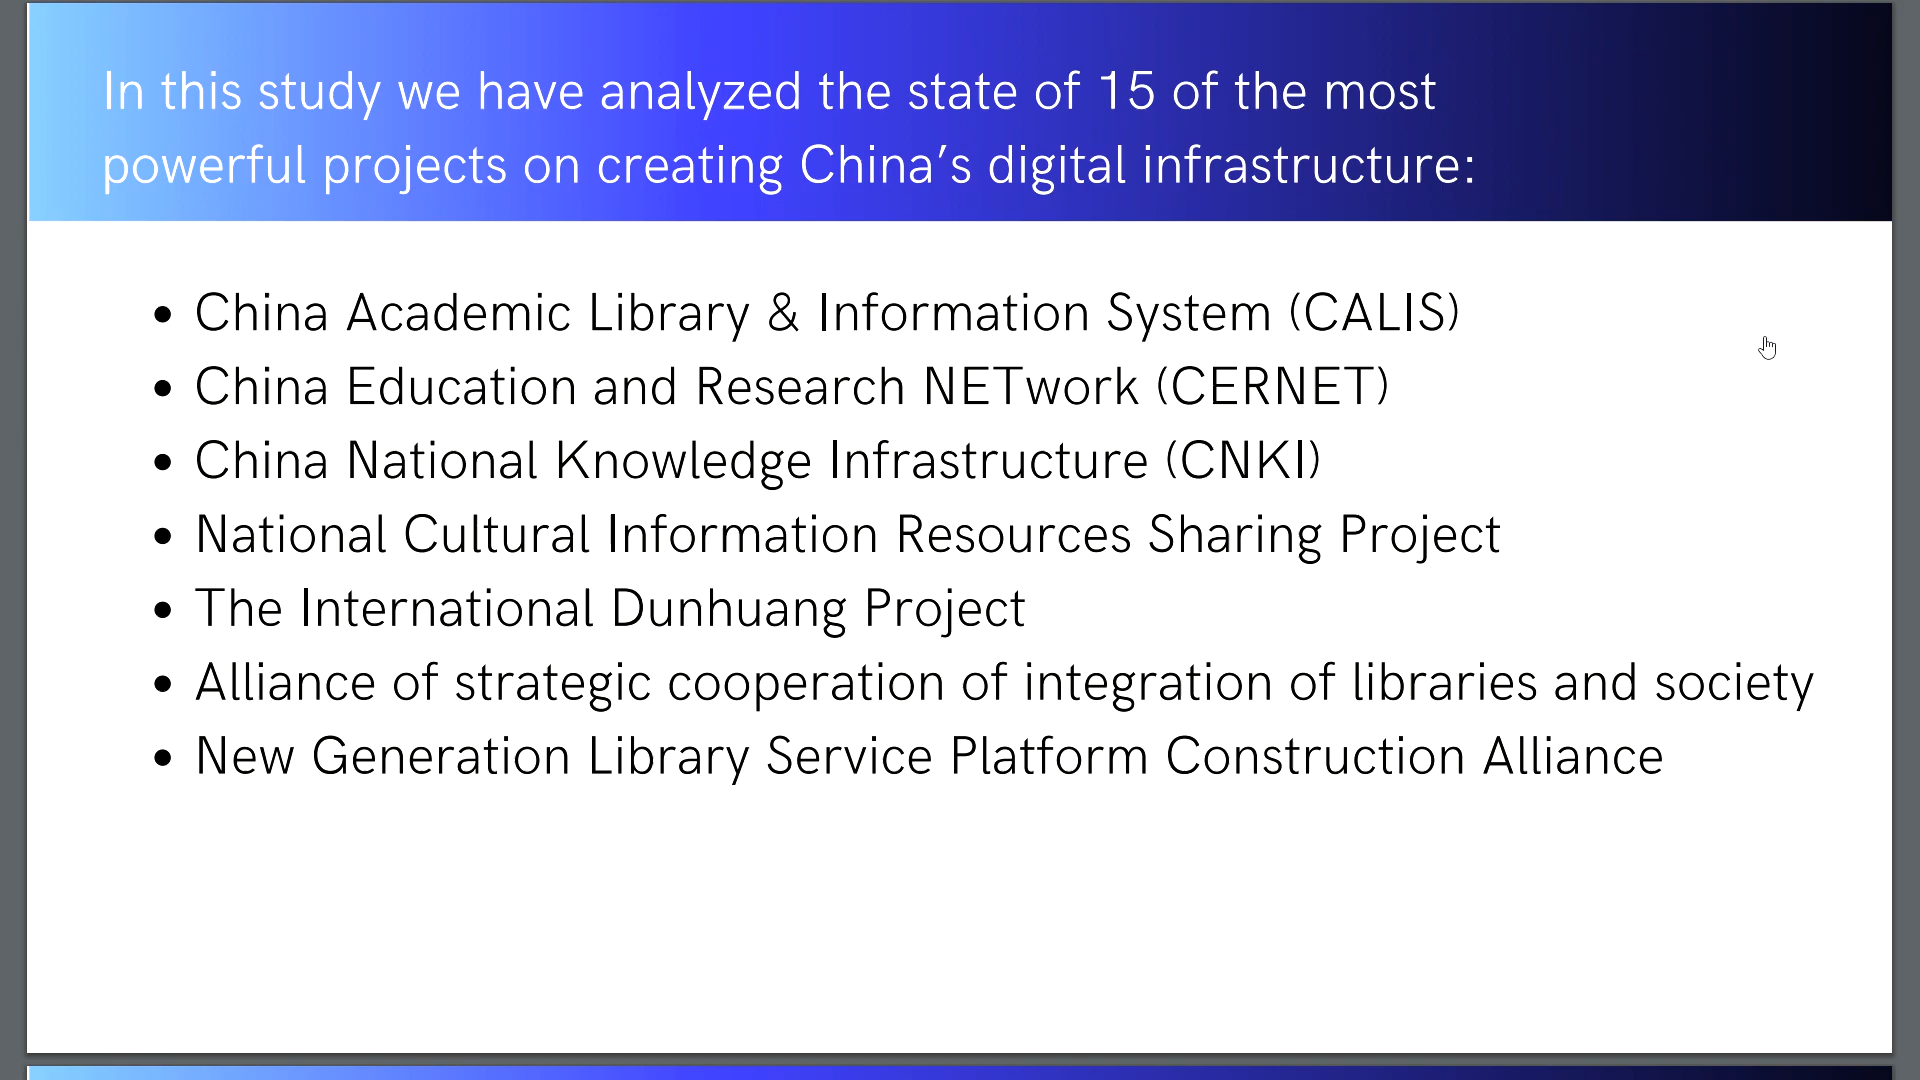 In this study we have analyzed the state of 15 of the most
powerful projects on creating China’s digital infrastructure:
• China Academic Library & Information System (CALIS)
• China Education and Research NETwork (CERNET)
• China National Knowledge Infrastructure (CNKI)
• National Cultural Information Resources Sharing Project
• The International Dunhuang Project
• Alliance of strategic cooperation of integration of libraries and society
• New Generation Library Service Platform Construction Alliance